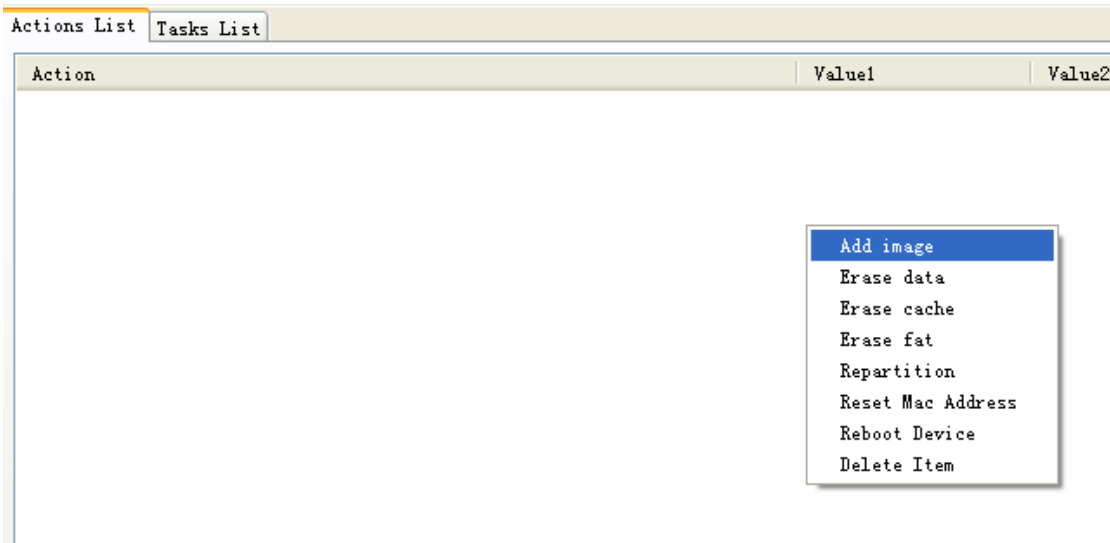 Actions List Tasks List
Action Value1 Value2
Add image
Erase data
Erase cache
Erase fat
Repartition
Reset Mac Address
Reboot Device
Delete Item